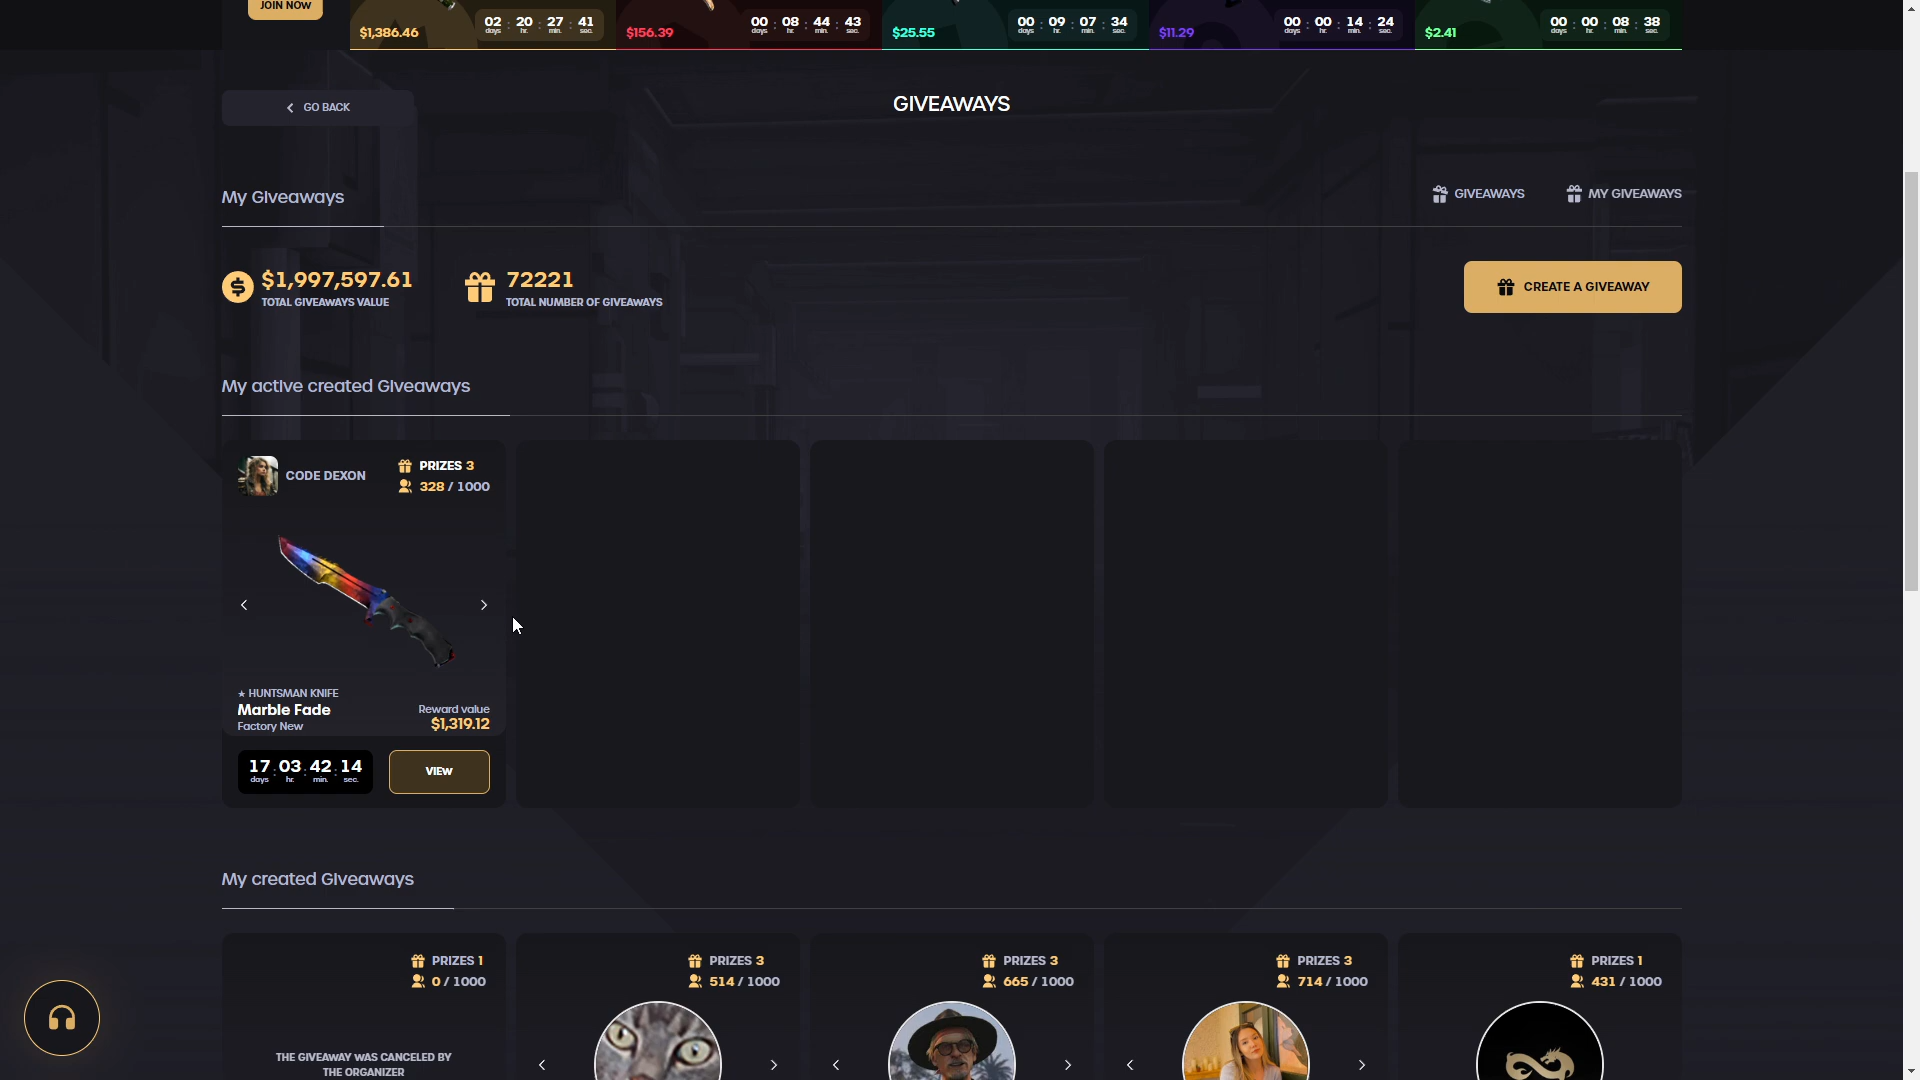 JOIN NOW
$1,386.46
02 : 20 : 27 : 41
days hr. min. sec.
$156.39
00 : 08 : 44 : 43
days hr. min. sec.
$25.55
00 : 09 : 07 : 34
days hr. min. sec.
$11.29
00 : 00 : 14 : 24
days hr. min. sec.
$2.41
00 : 00 : 08 : 38
days hr. min. sec.
GO BACK
GIVEAWAYS
My Giveaways
GIVEAWAYS
MY GIVEAWAYS
$1,997,597.61
TOTAL GIVEAWAYS VALUE
72221
TOTAL NUMBER OF GIVEAWAYS
CREATE A GIVEAWAY
My active created Giveaways
CODE DEXON
PRIZES 3
328 / 1000
★ HUNTSMAN KNIFE
Marble Fade
Factory New
Reward value
$1,319.12
17 : 03 : 42 : 14
days hr. min. sec.
VIEW
My created Giveaways
PRIZES 1
0 / 1000
THE GIVEAWAY WAS CANCELED BY
THE ORGANIZER
PRIZES 3
514 / 1000
PRIZES 3
665 / 1000
PRIZES 3
714 / 1000
PRIZES 1
431 / 1000